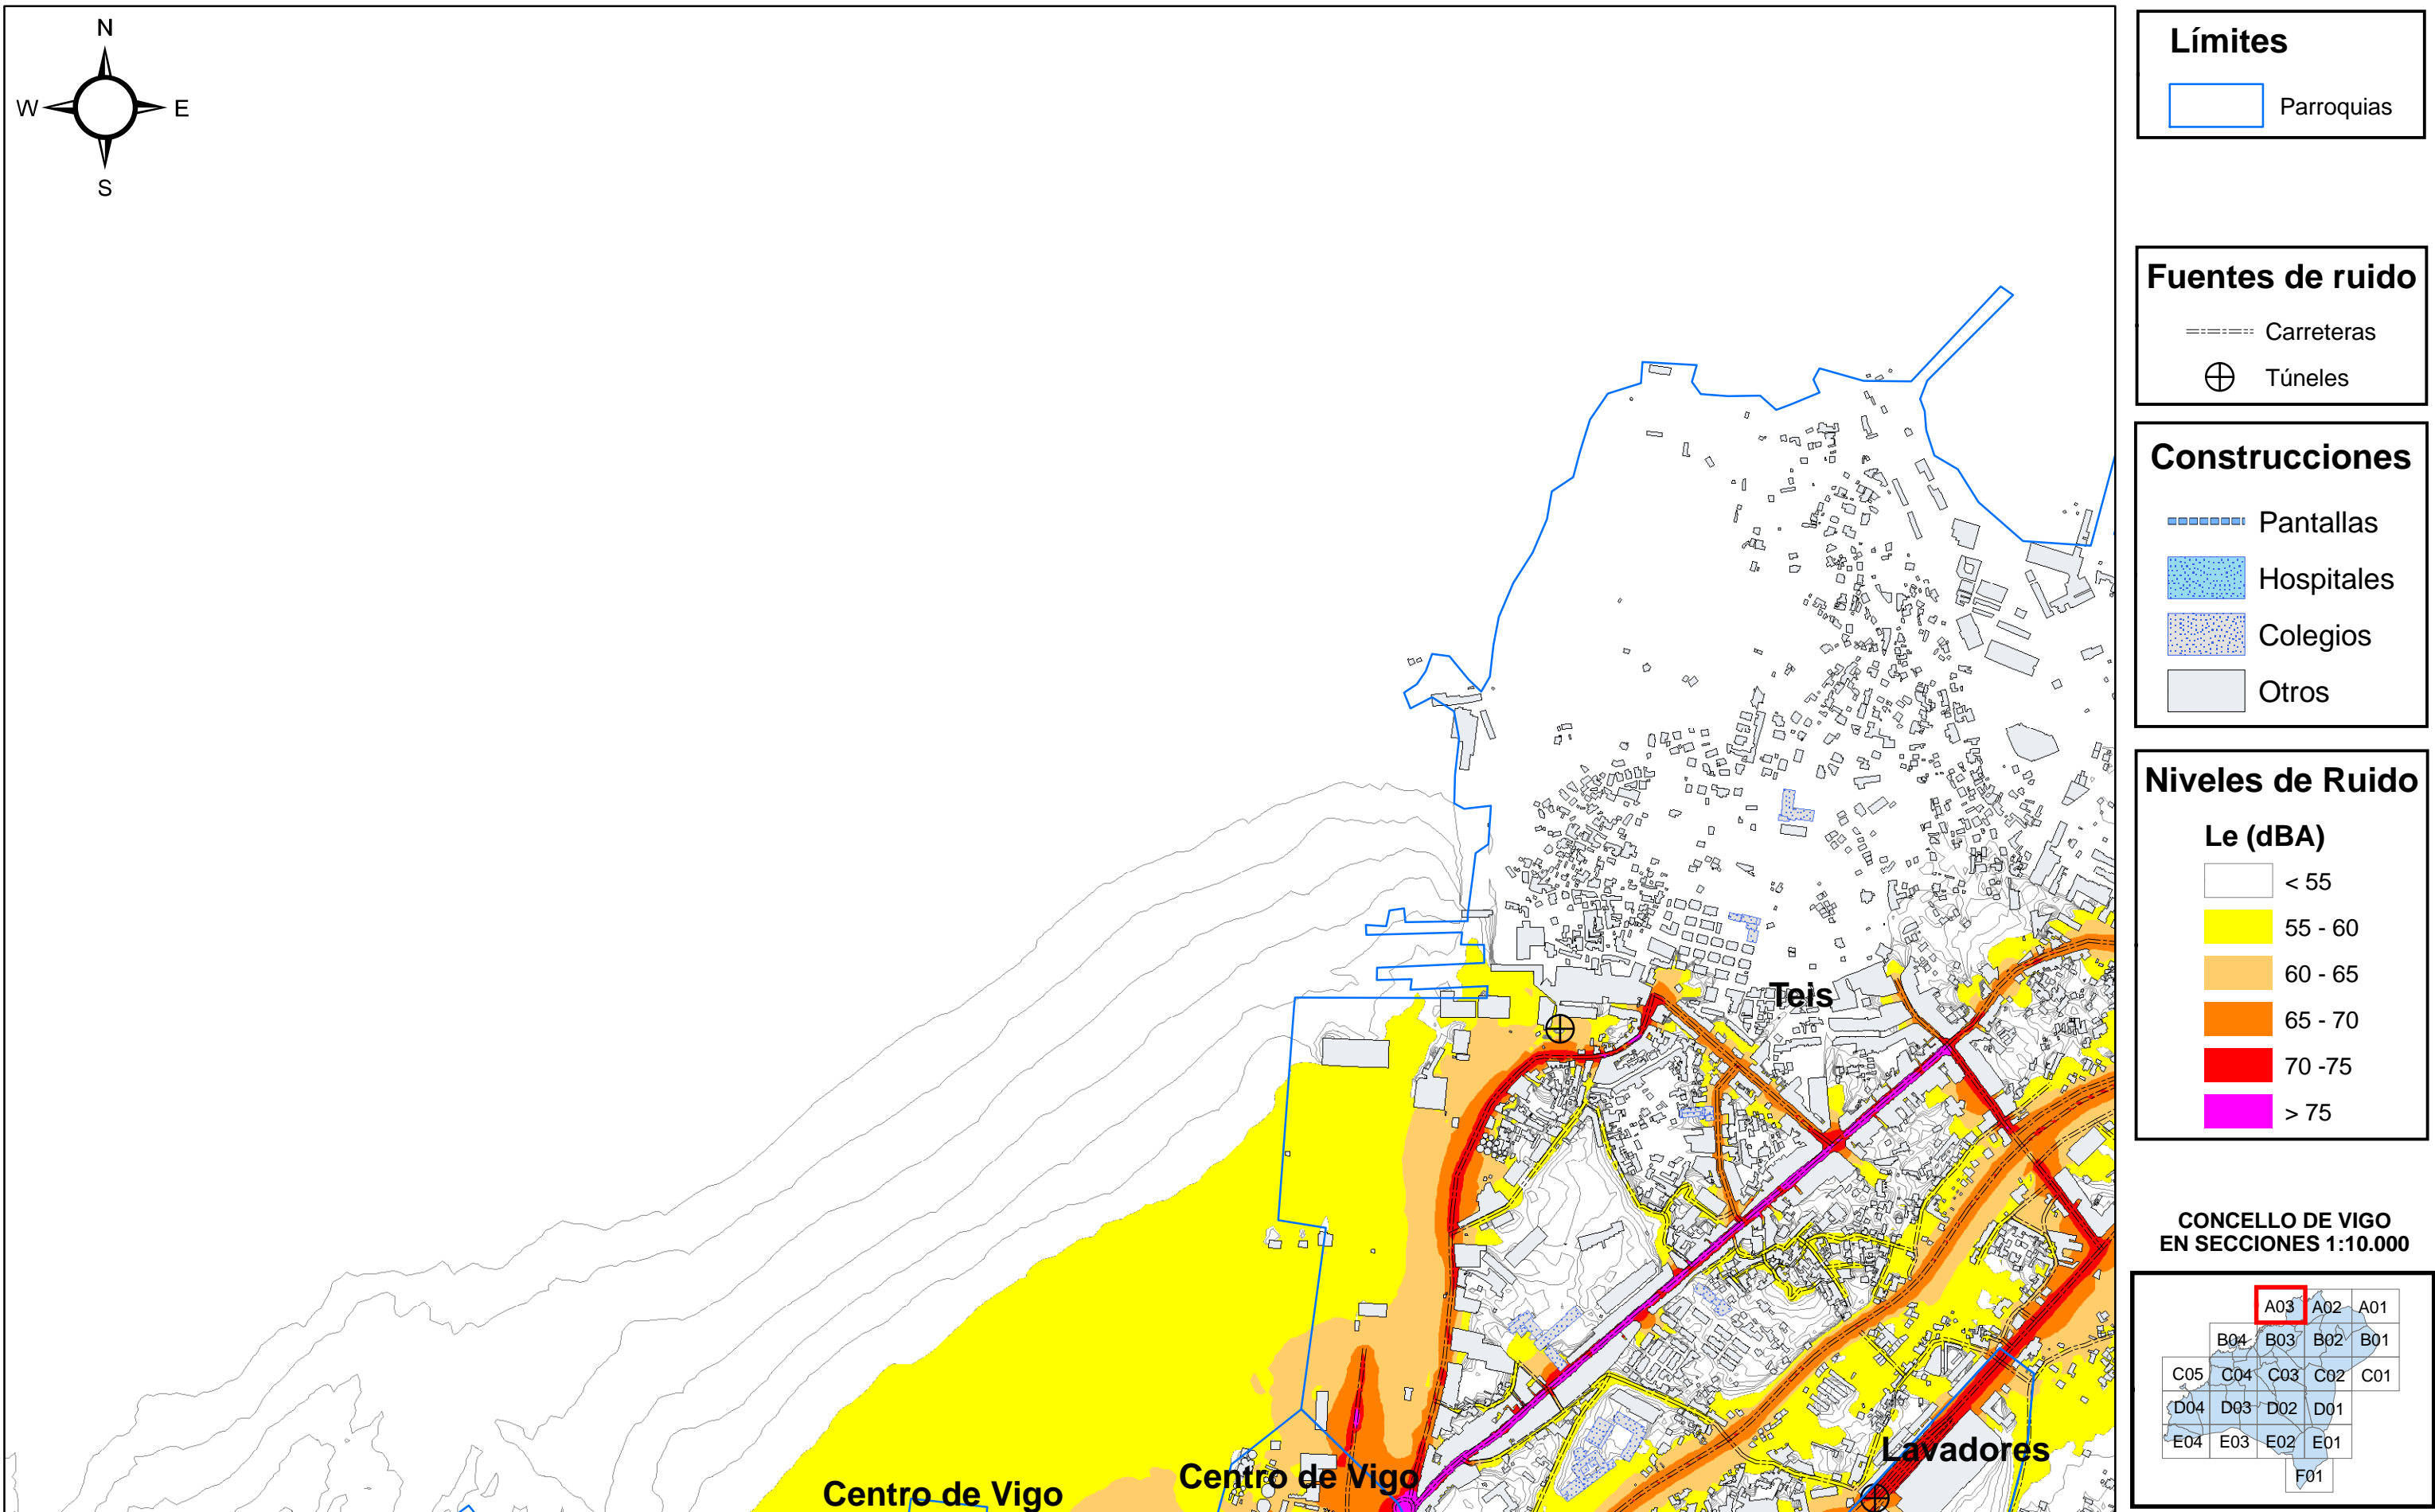 N
W
E
S
Teis
Lavadores
Centro de Vigo
Centro de Vigo
Límites
Parroquias
Fuentes de ruido
Carreteras
Túneles
Construcciones
Pantallas
Hospitales
Colegios
Otros
Niveles de Ruido
Le (dBA)
< 55
55 - 60
60 - 65
65 - 70
70 -75
> 75
CONCELLO DE VIGO
EN SECCIONES 1:10.000
A03 A02 A01
B04 B03 B02 B01
C05 C04 C03 C02 C01
D04 D03 D02 D01
E04 E03 E02 E01
F01